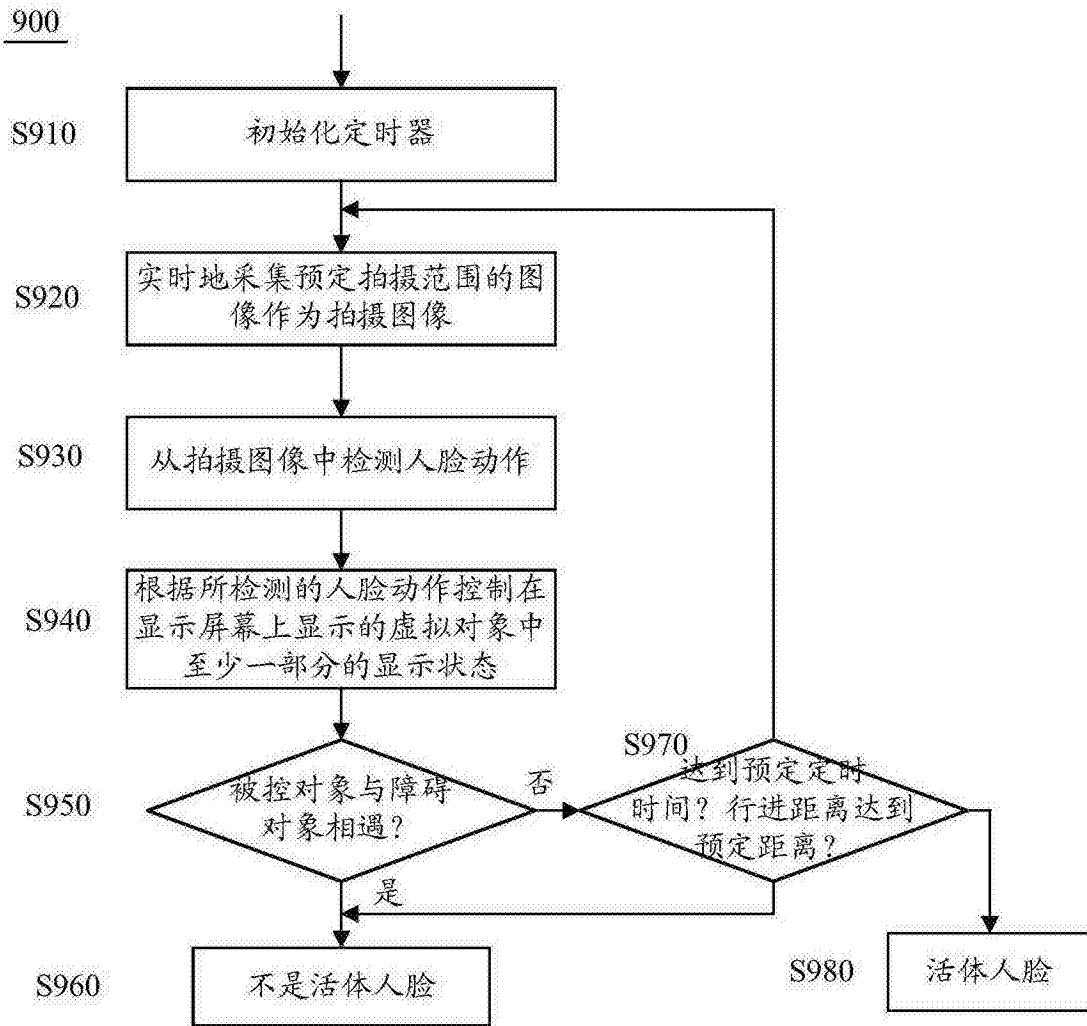 900
S910
初始化定时器
S920
实时地采集预定拍摄范围的图
像作为拍摄图像
S930
从拍摄图像中检测人脸动作
S940
根据所检测的人脸动作控制在
显示屏幕上显示的虚拟对象中
至少一部分的显示状态
S950
被控对象与障碍
对象相遇？
否
是
S970
达到预定定时
时间？行进距离达到
预定距离？
S960
不是活体人脸
S980
活体人脸